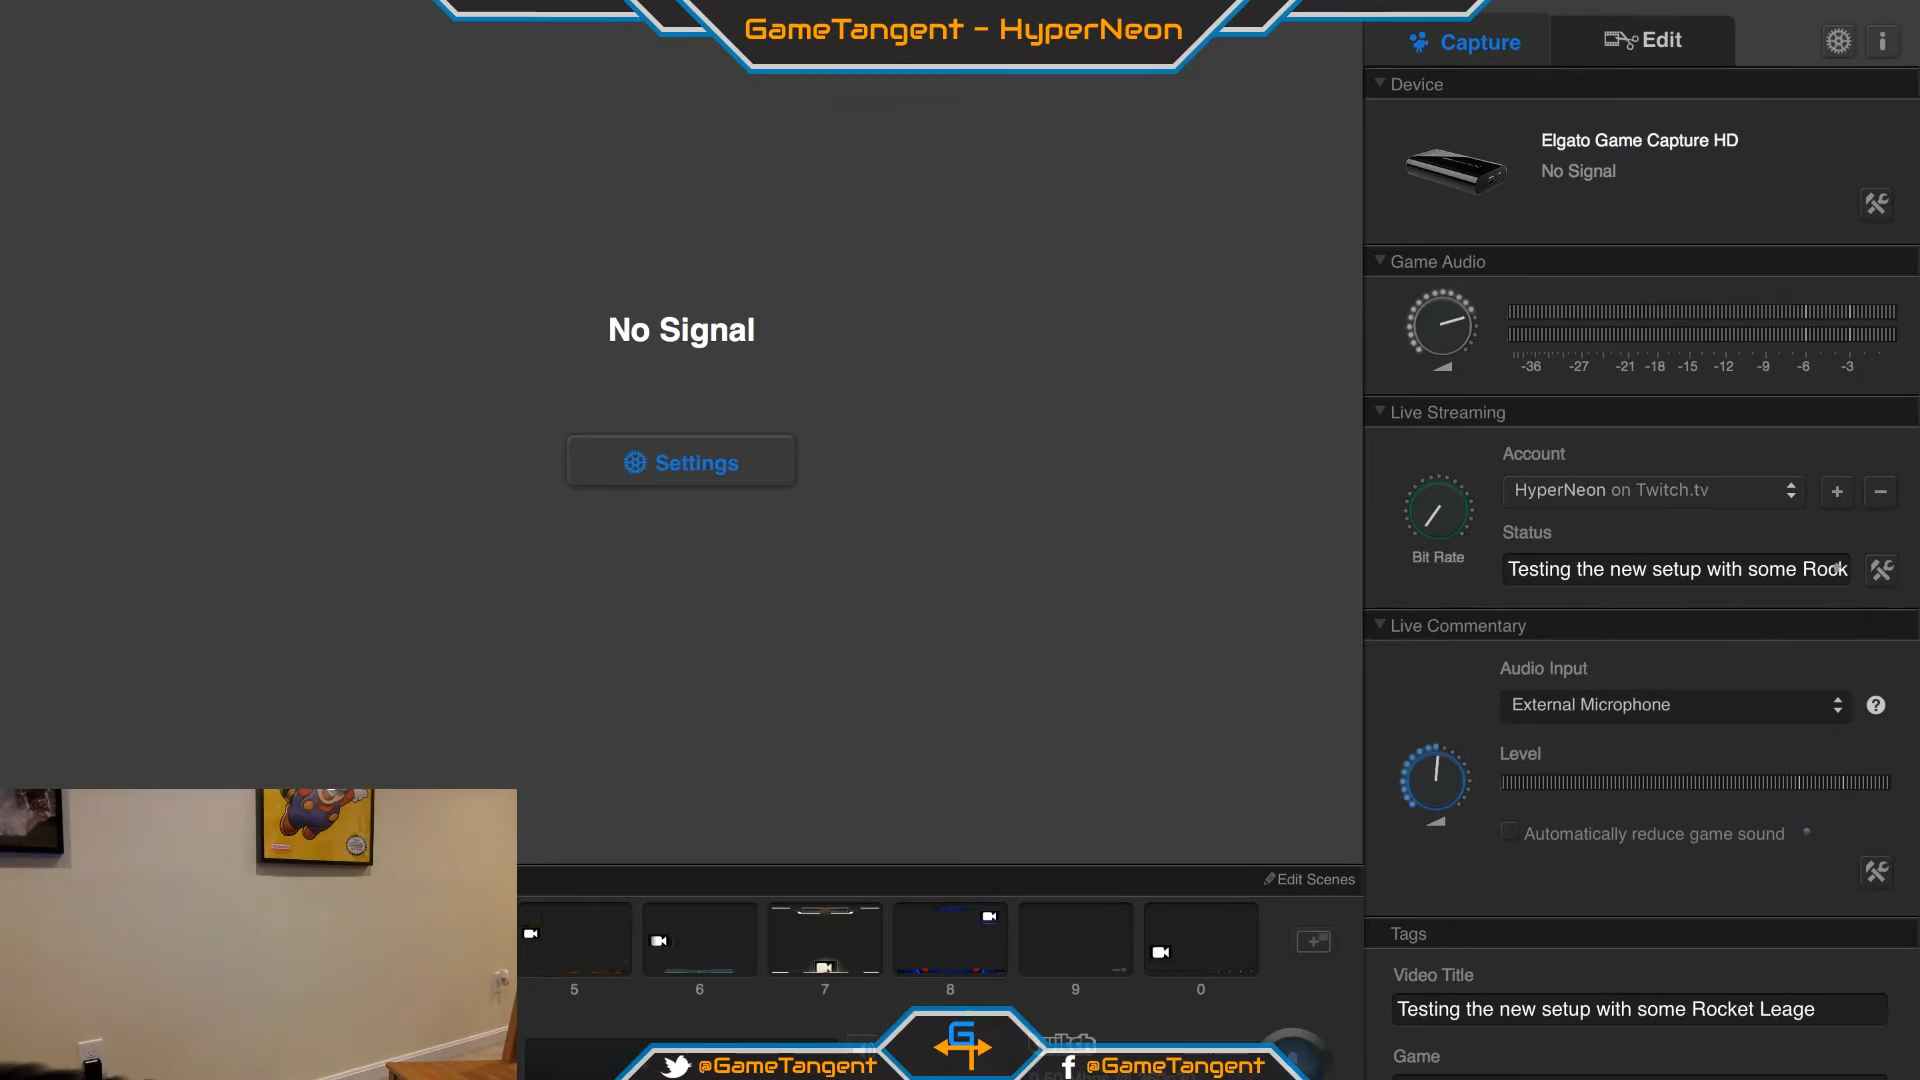 GameTangent - HyperNeon
Capture
Edit
Device
Elgato Game Capture HD
No Signal
Game Audio
-36 -27 -21 -18 -15 -12 -9 -6 -3
No Signal
Settings
Live Streaming
Account
HyperNeon on Twitch.tv
Status
Bit Rate
Testing the new setup with some Rock
Live Commentary
Audio Input
External Microphone
Level
Automatically reduce game sound
Edit Scenes
5 6 7 8 9 0
Tags
Video Title
Testing the new setup with some Rocket Leage
Game
@GameTangent
GT
@GameTangent